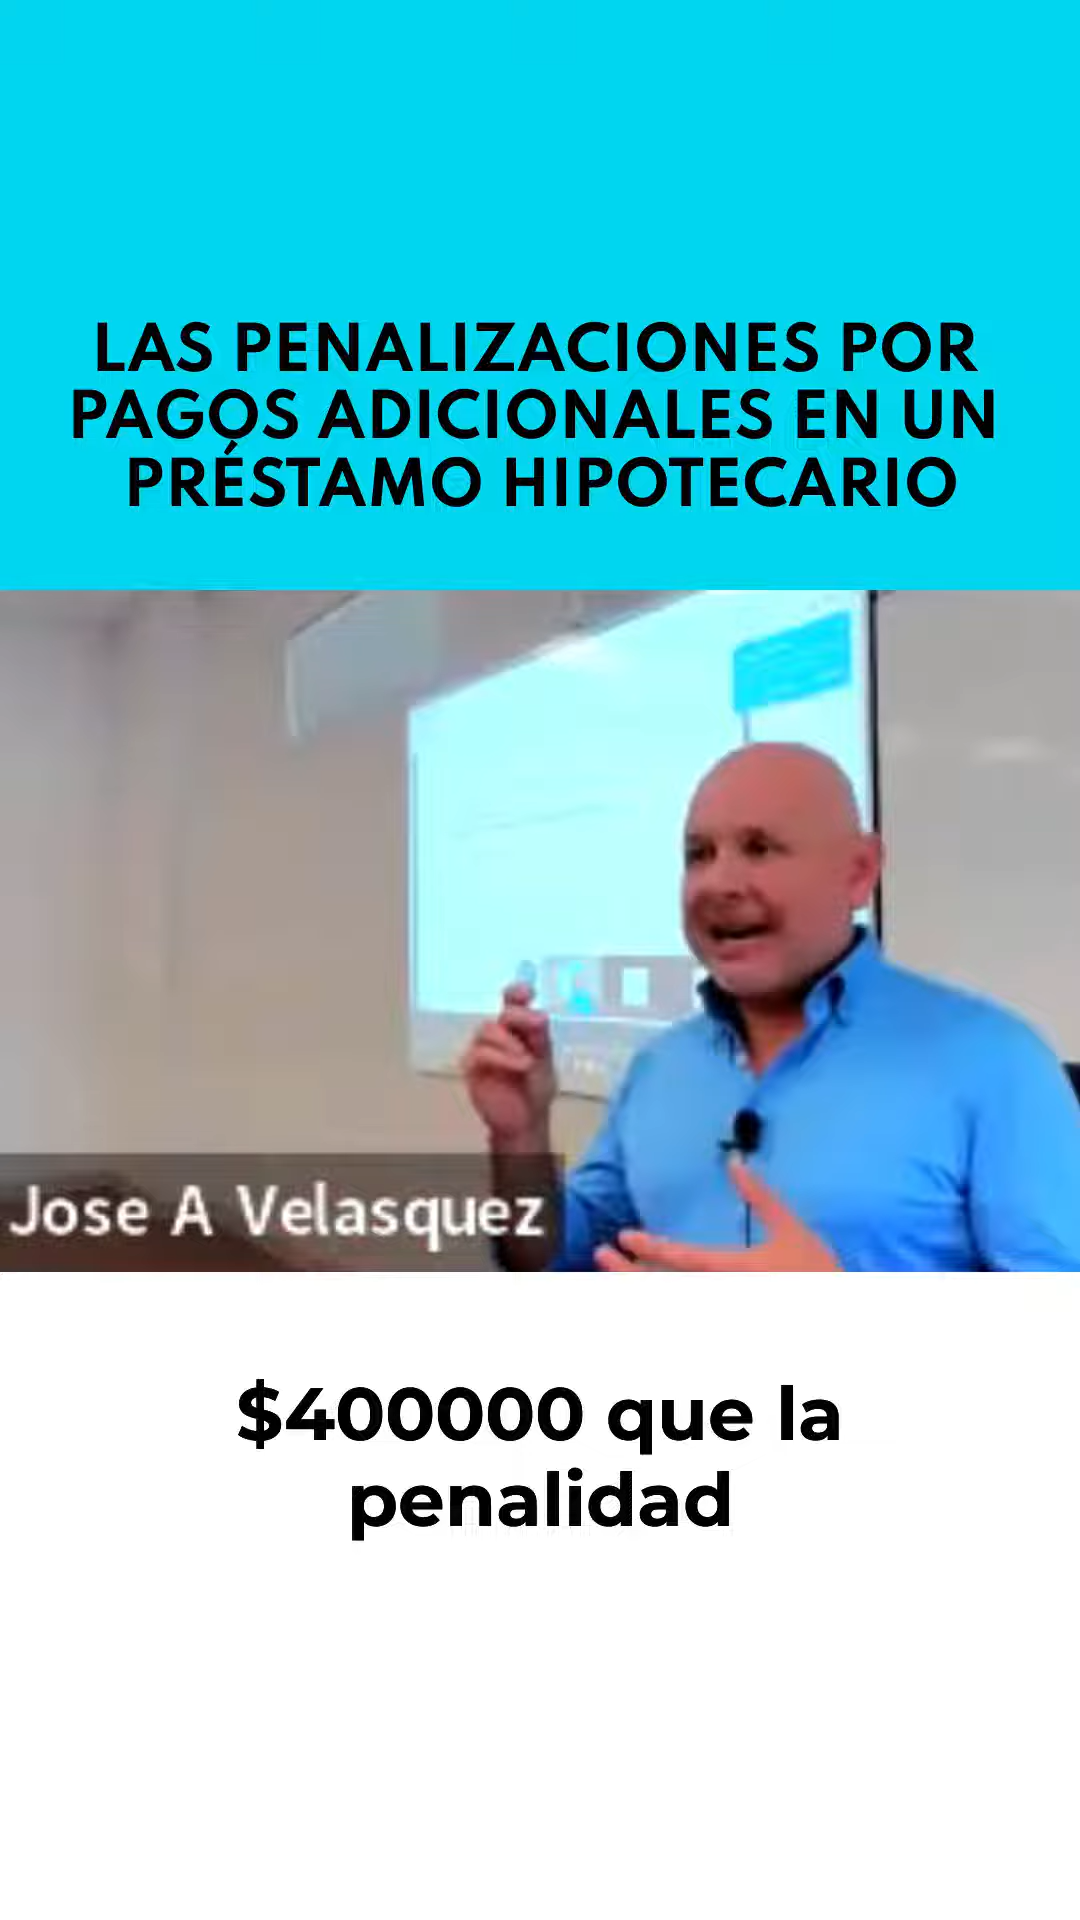 LAS PENALIZACIONES POR
PAGOS ADICIONALES EN UN
PRÉSTAMO HIPOTECARIO
Jose A Velasquez
$400000 que la
penalidad